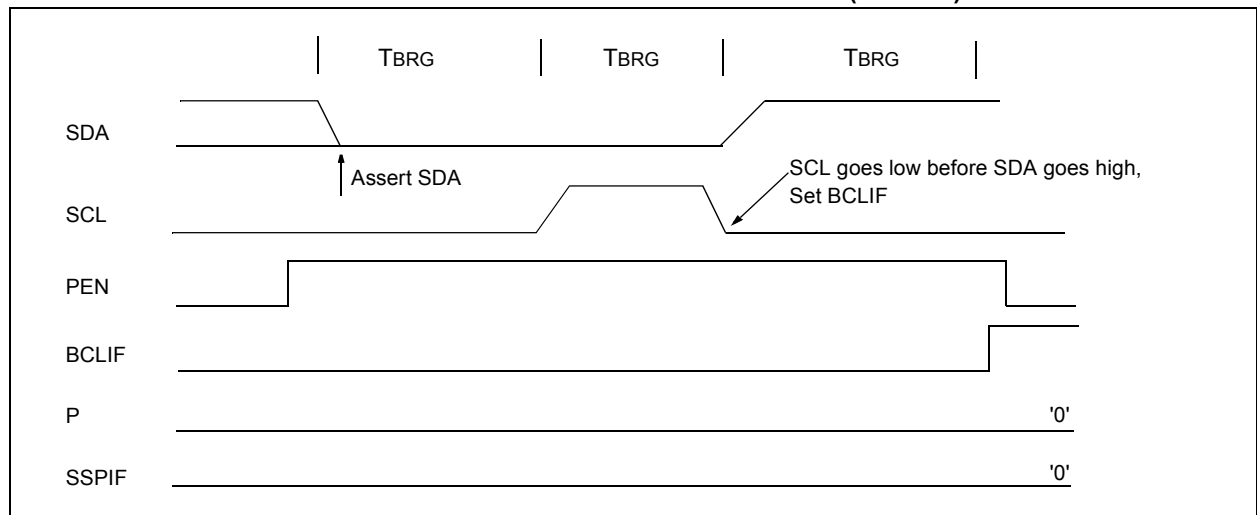 TBRG TBRG TBRG
SDA
Assert SDA
SCL goes low before SDA goes high,
Set BCLIF
SCL
PEN
BCLIF
P '0'
SSPIF '0'